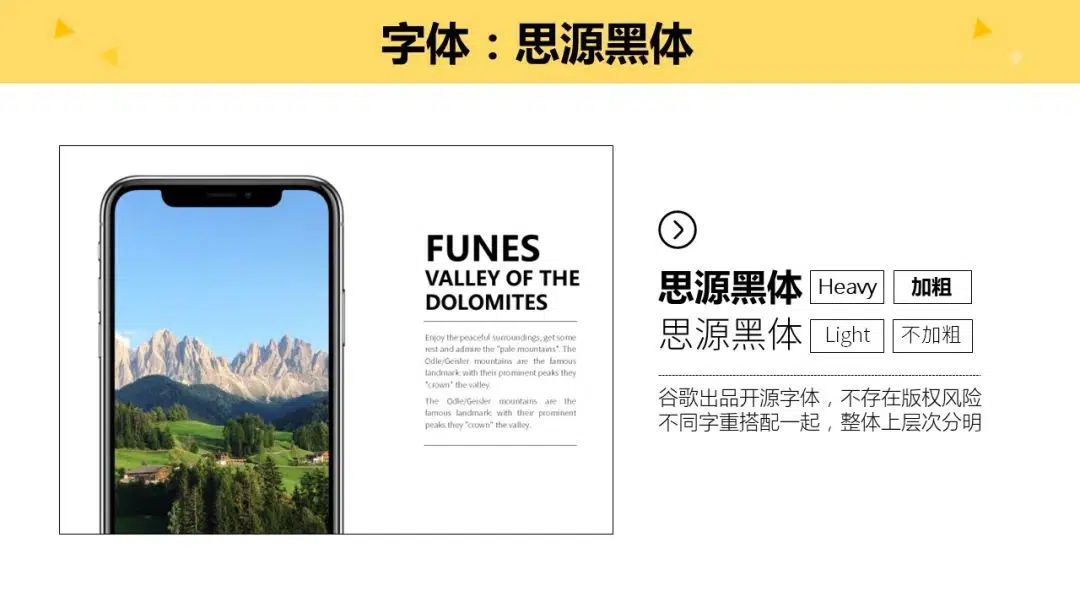 字体：思源黑体
FUNES
VALLEY OF THE
DOLOMITES
Enjoy the peaceful surroundings, get some
rest and admire the "pale mountains". The
Odle/Geisler mountains are the famous
landmark: with their prominent peaks they
"crown" the valley.
The Odle/Geisler mountains are the
famous landmark: with their prominent
peaks they "crown" the valley.
思源黑体 Heavy 加粗
思源黑体 Light 不加粗
谷歌出品开源字体，不存在版权风险
不同字重搭配一起，整体上层次分明